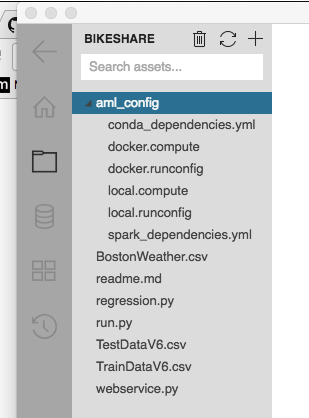 BIKESHARE
Search assets...
aml_config
conda_dependencies.yml
docker.compute
docker.runconfig
local.compute
local.runconfig
spark_dependencies.yml
BostonWeather.csv
readme.md
regression.py
run.py
TestDataV6.csv
TrainDataV6.csv
webservice.py